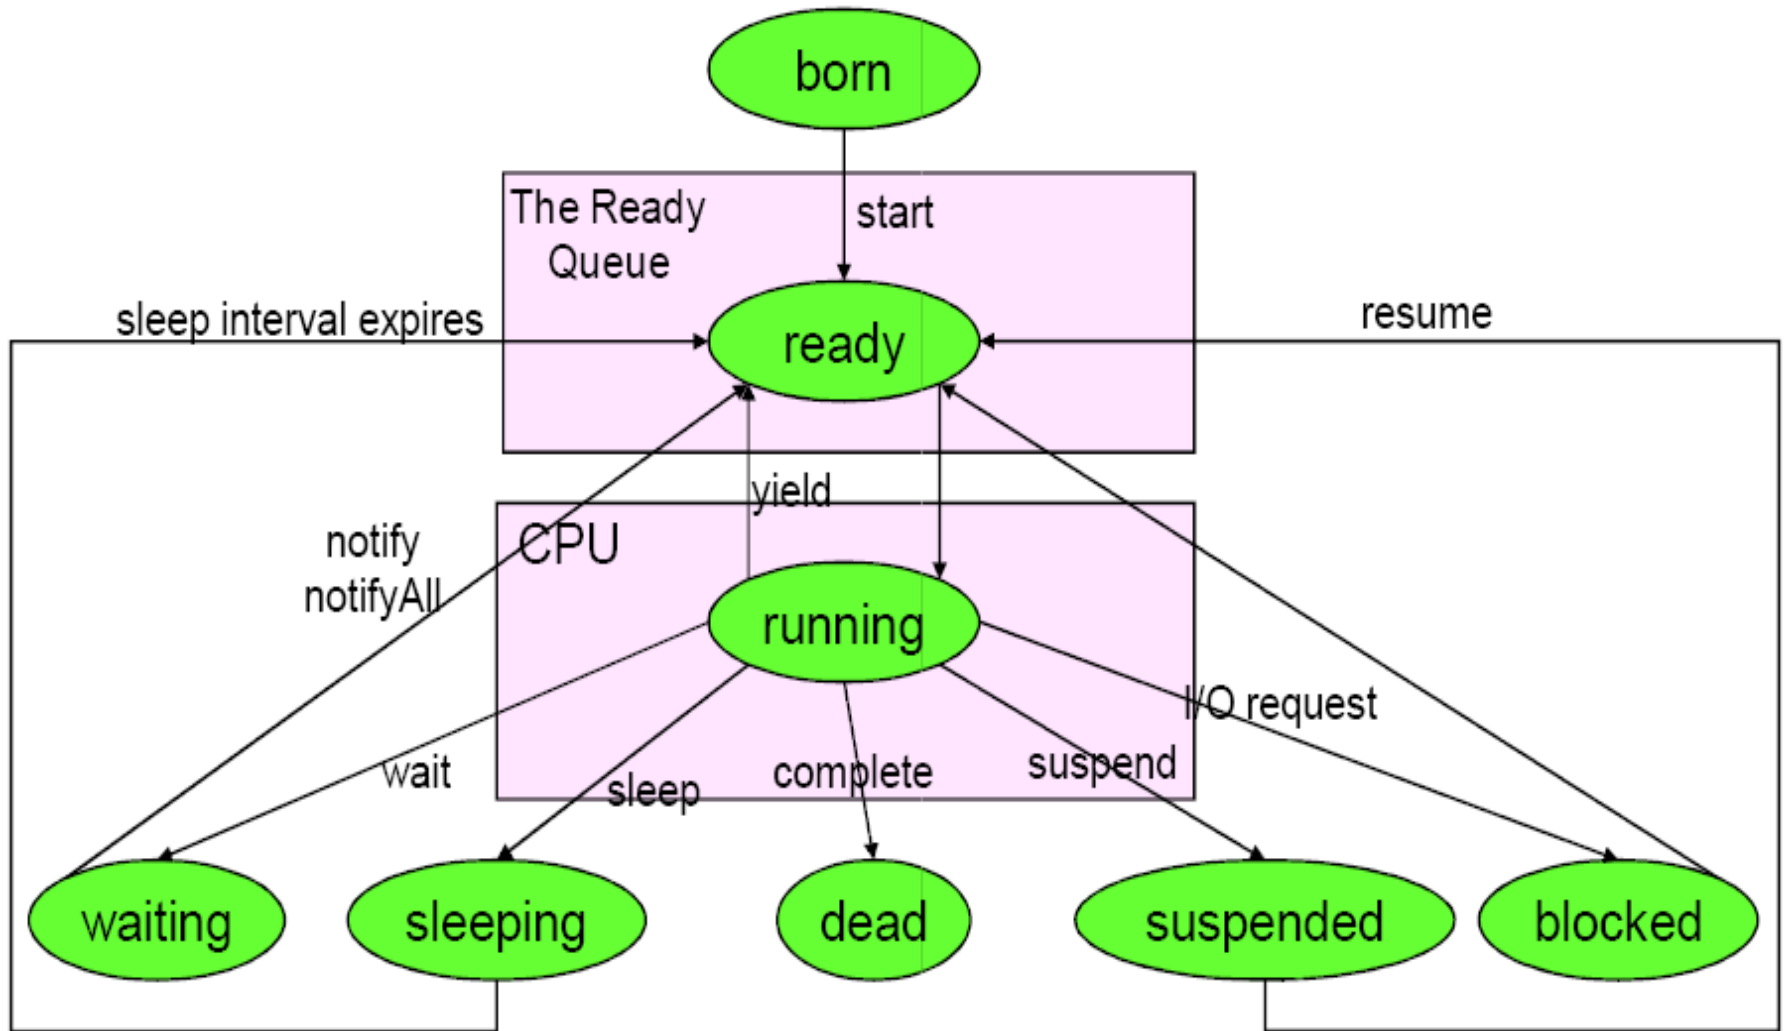 born
The Ready
Queue
start
sleep interval expires
ready
resume
yield
notify
notifyAll
CPU
running
I/O request
wait
sleep
complete
suspend
waiting
sleeping
dead
suspended
blocked